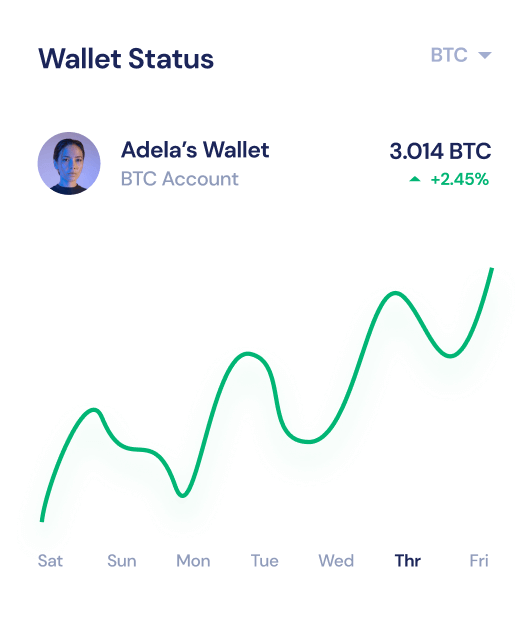 Wallet Status
BTC
Adela’s Wallet
3.014 BTC
BTC Account
+2.45%
Sat Sun Mon Tue Wed Thr Fri